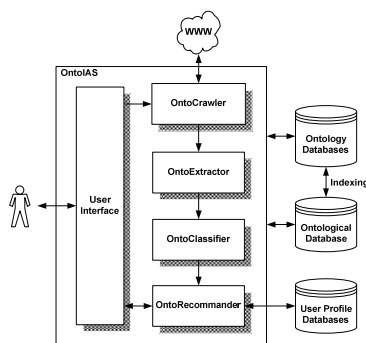 WWW
OntoIAS
OntoCrawler
Ontology
Databases
OntoExtractor
Indexing
User
Interface
OntoClassifier
Ontological
Database
OntoRecommander
User Profile
Databases